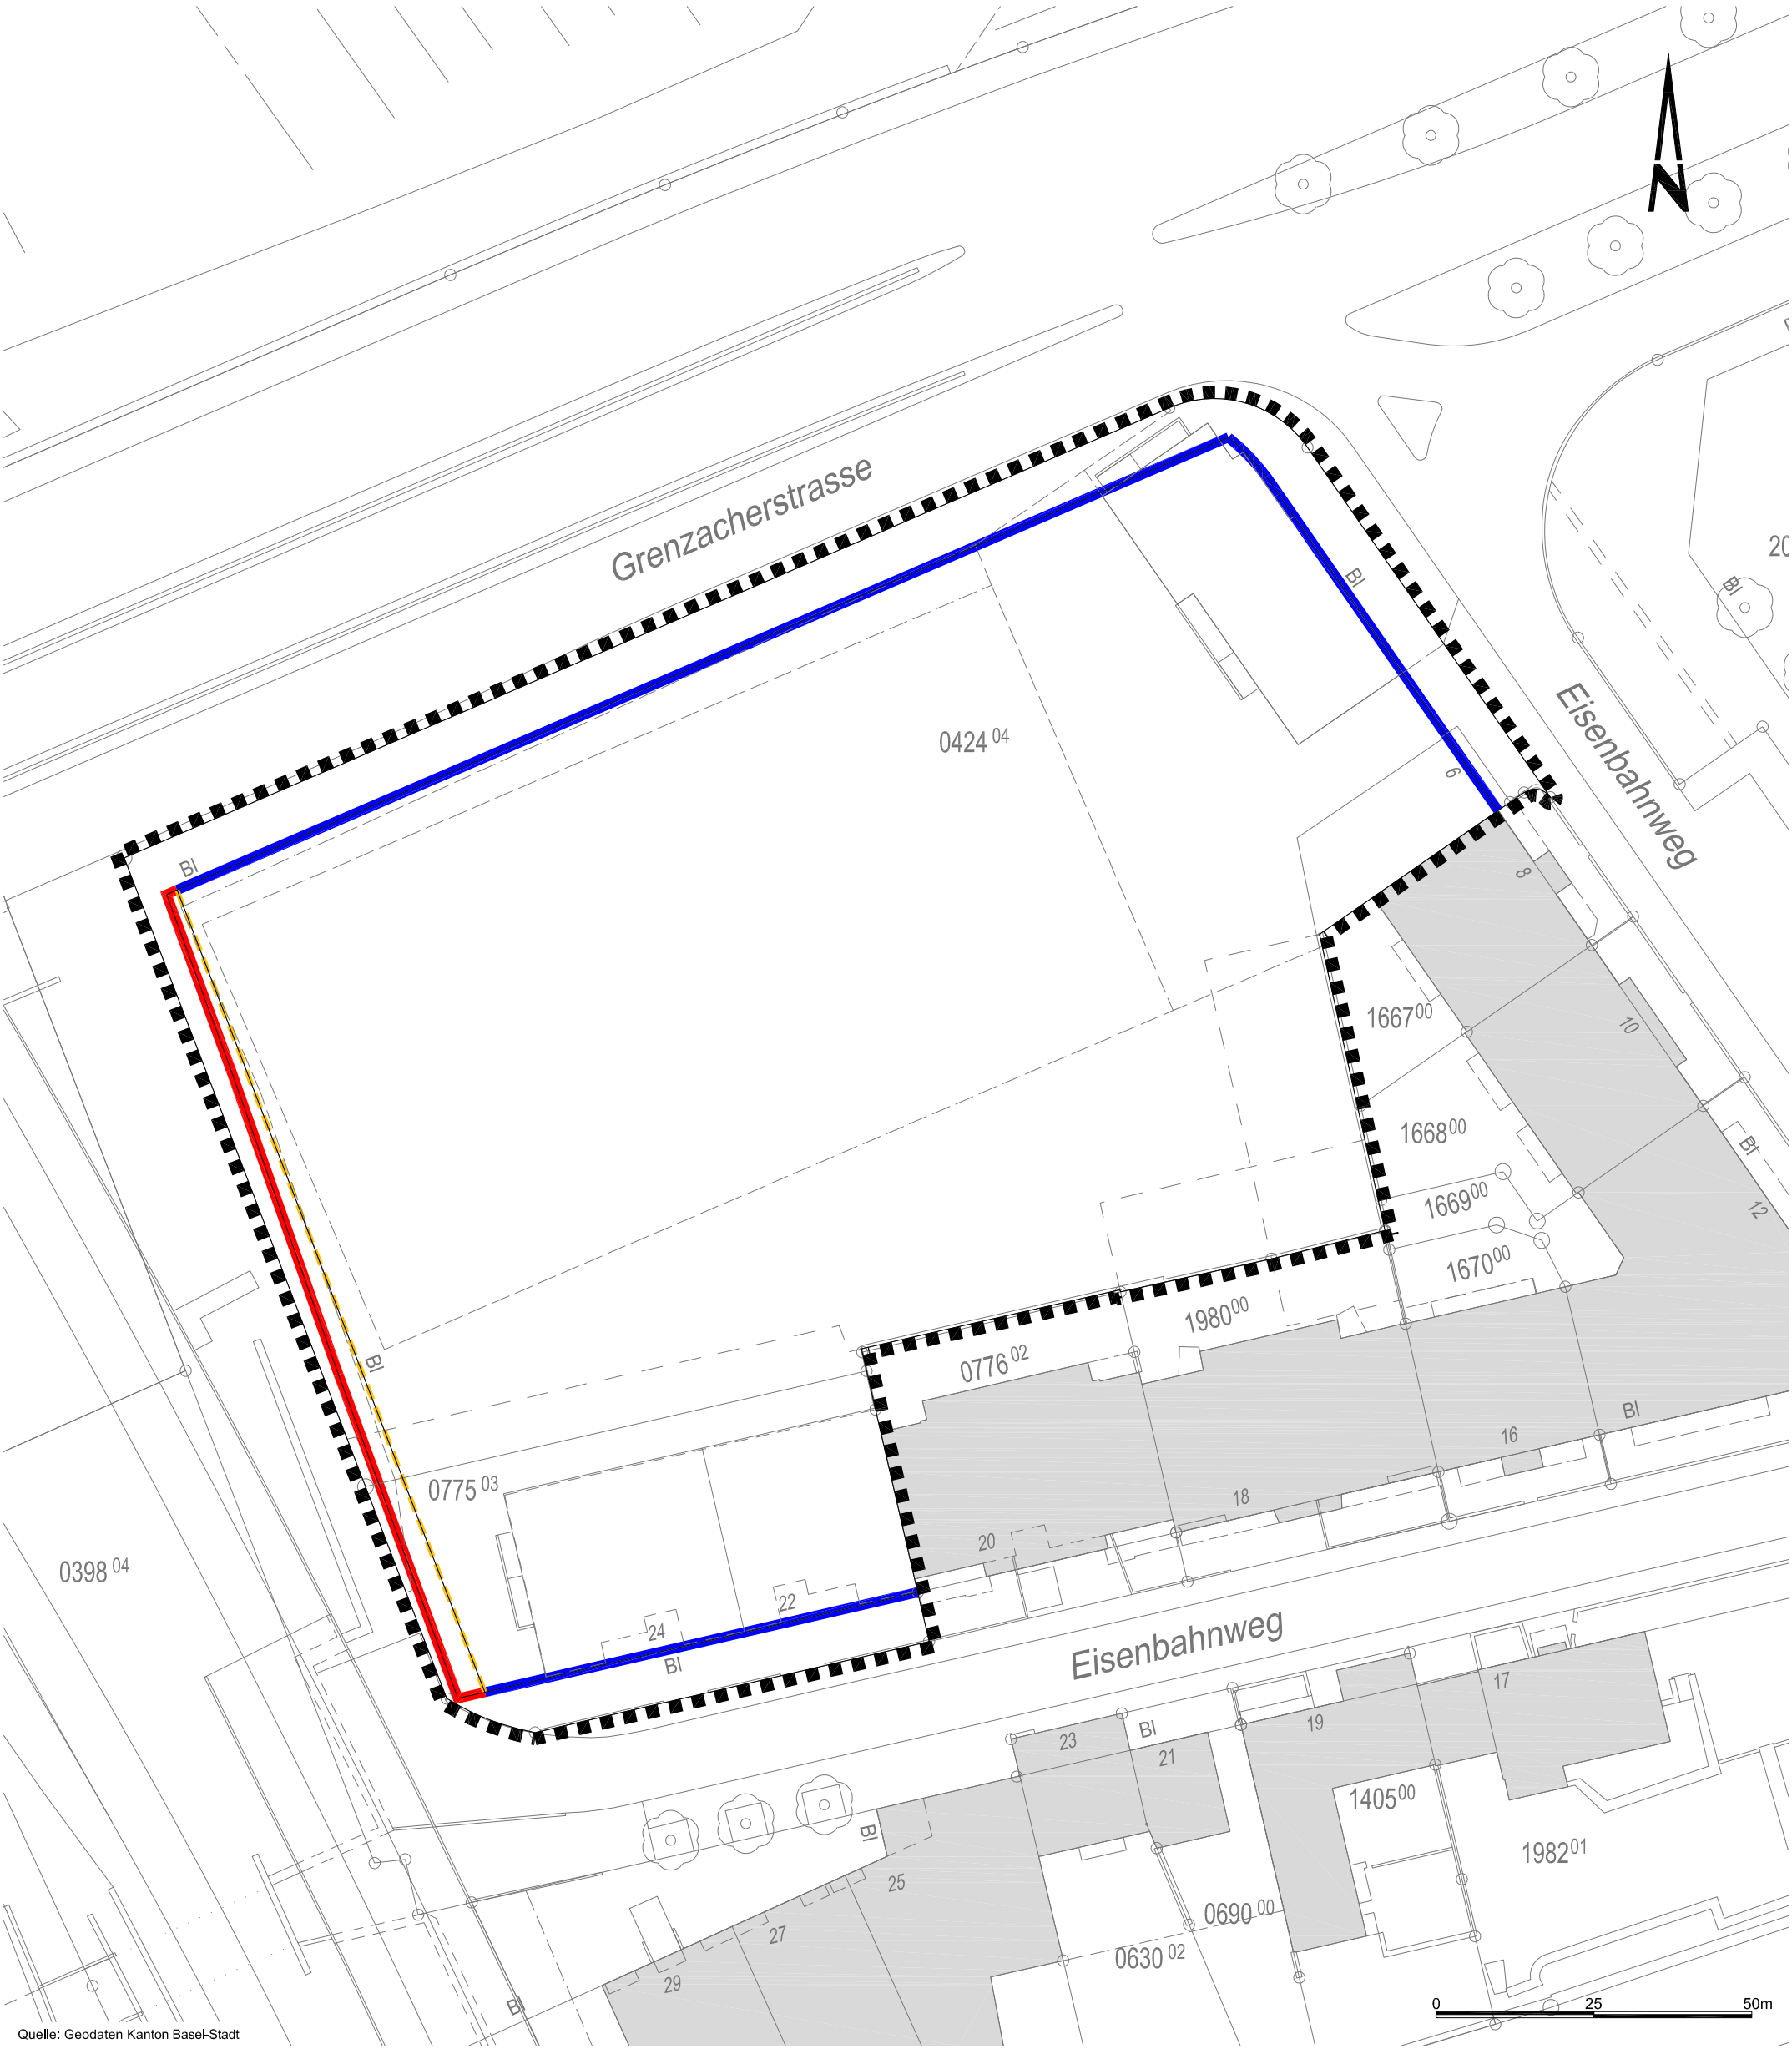 N
Grenzacherstrasse
Bl
20
Bl
0424 04
Eisenbahnweg
6
Bl
8
1667 00
10
1668 00
Bl
1669 00
12
1670 00
1980 00
Bl
0776 02
Bl
16
0775 03
18
20
0398 04
22
24
Bl
Eisenbahnweg
17
19
Bl
23
21
1405 00
Bl
1982 01
25
0690 00
27
0630 02
29
Bl
0 25 50m
Quelle: Geodaten Kanton Basel-Stadt